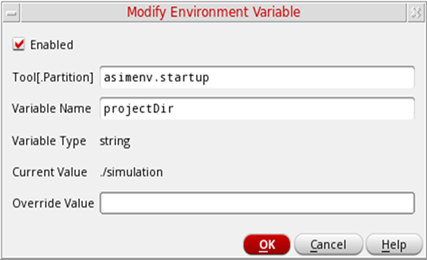 Modify Environment Variable
Enabled
Tool[.Partition] asimenv.startup
Variable Name projectDir
Variable Type string
Current Value ./simulation
Override Value
OK Cancel Help